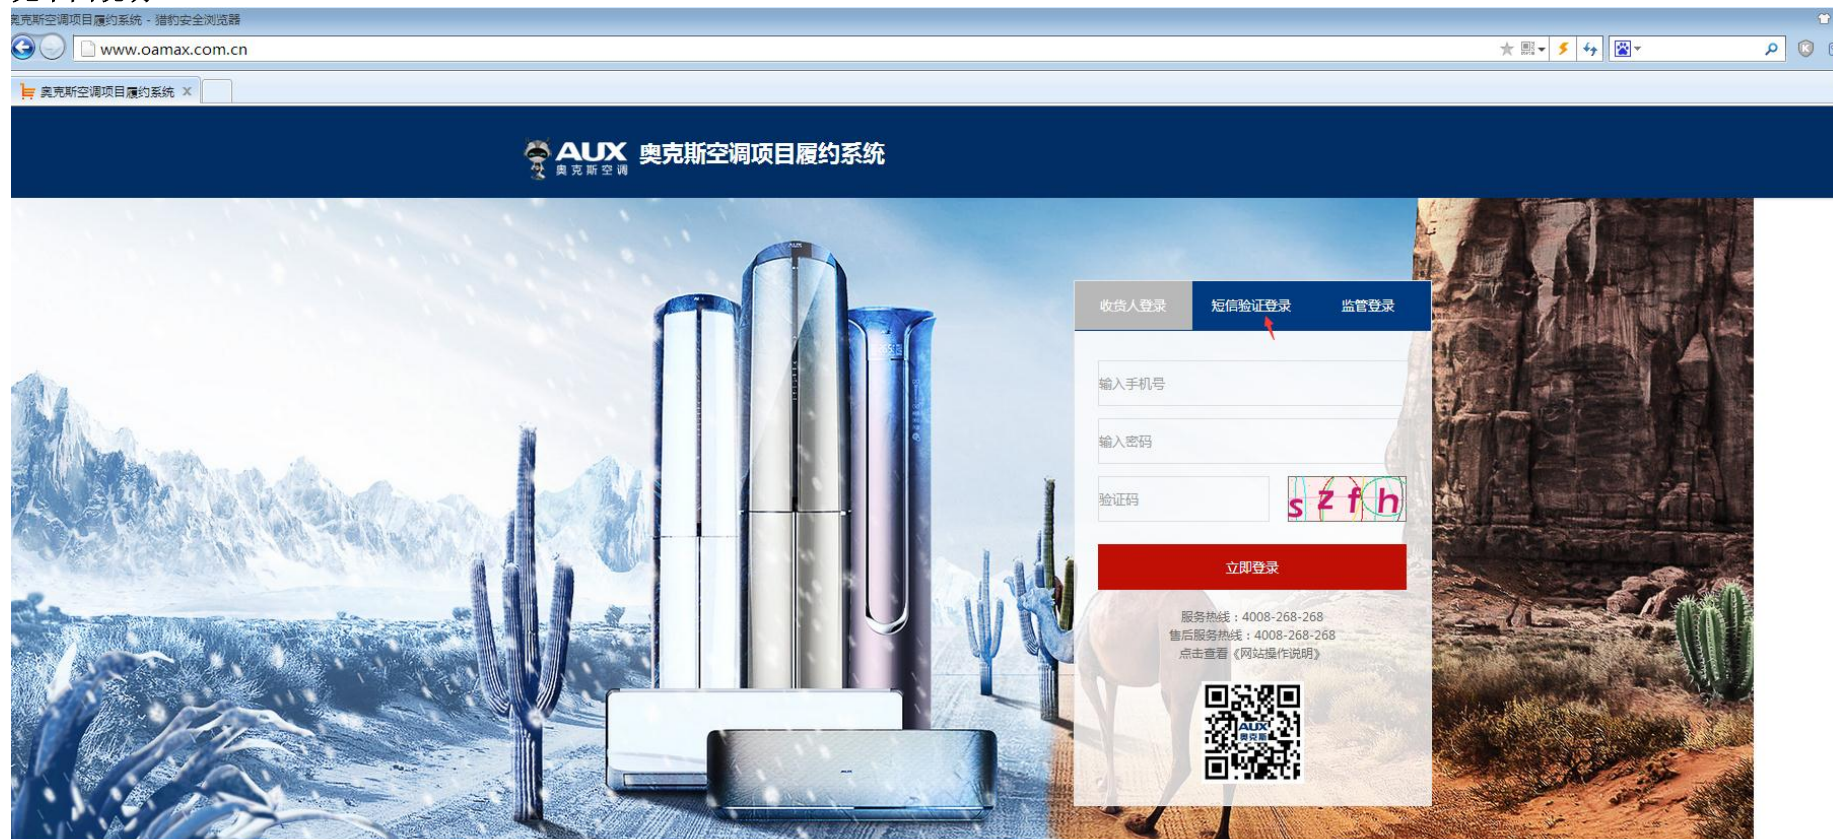 奥克斯空调项目履约系统 - 猎豹安全浏览器
www.oamax.com.cn
奥克斯空调项目履约系统
AUX 奥克斯空调项目履约系统
奥克斯空调
收货人登录 短信验证登录 监管登录
输入手机号
输入密码
验证码 s z f h
立即登录
服务热线：4008-268-268
售后服务热线：4008-268-268
点击查看《网站操作说明》
AUX
奥克斯